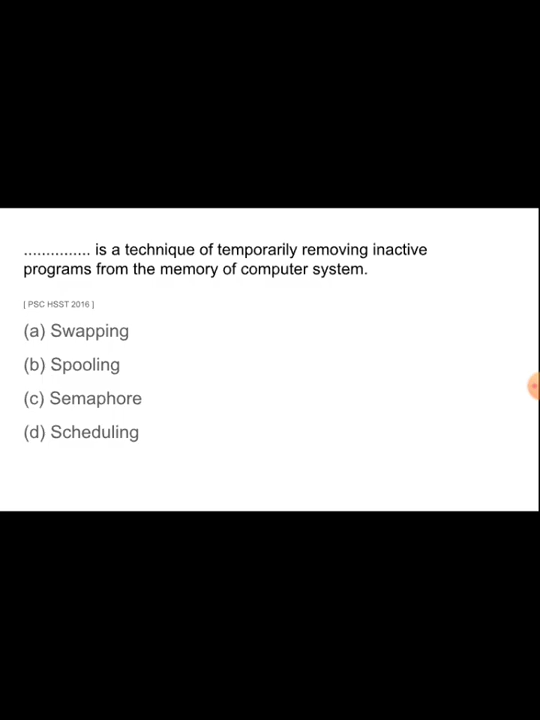 ............... is a technique of temporarily removing inactive
programs from the memory of computer system.
[ PSC HSST 2016 ]
(a) Swapping
(b) Spooling
(c) Semaphore
(d) Scheduling